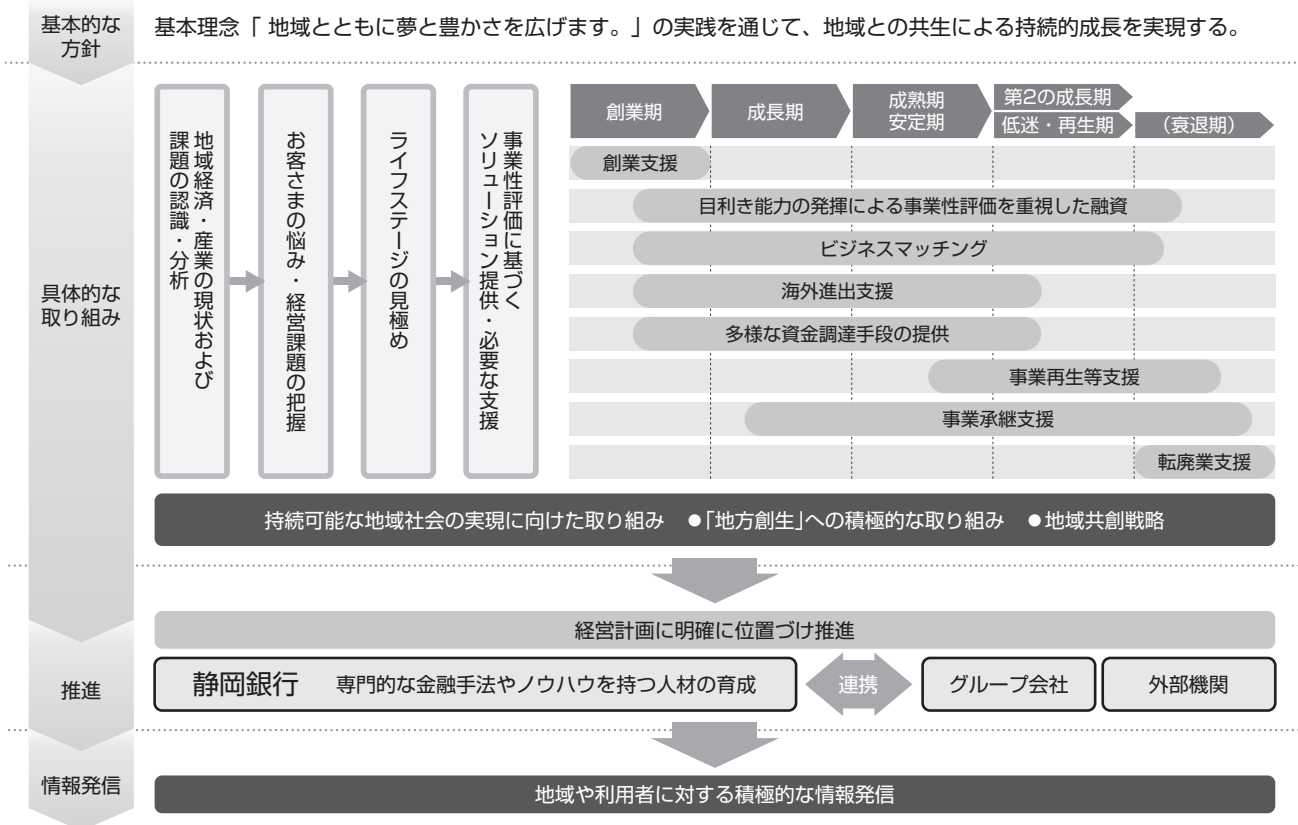 基本的な
方針
基本理念「 地域とともに夢と豊かさを広げます。」の実践を通じて、地域との共生による持続的成長を実現する。
具体的な
取り組み
地域経済・産業の現状および
課題の認識・分析
お客さまの悩み・経営課題の把握
ライフステージの見極め
事業性評価に基づく
ソリューション提供・必要な支援
創業期
成長期
成熟期
安定期
第2の成長期
低迷・再生期
(衰退期)
創業支援
目利き能力の発揮による事業性評価を重視した融資
ビジネスマッチング
海外進出支援
多様な資金調達手段の提供
事業再生等支援
事業承継支援
転廃業支援
持続可能な地域社会の実現に向けた取り組み ●「地方創生」への積極的な取り組み ●地域共創戦略
推進
経営計画に明確に位置づけ推進
静岡銀行 専門的な金融手法やノウハウを持つ人材の育成
連携
グループ会社
外部機関
情報発信
地域や利用者に対する積極的な情報発信